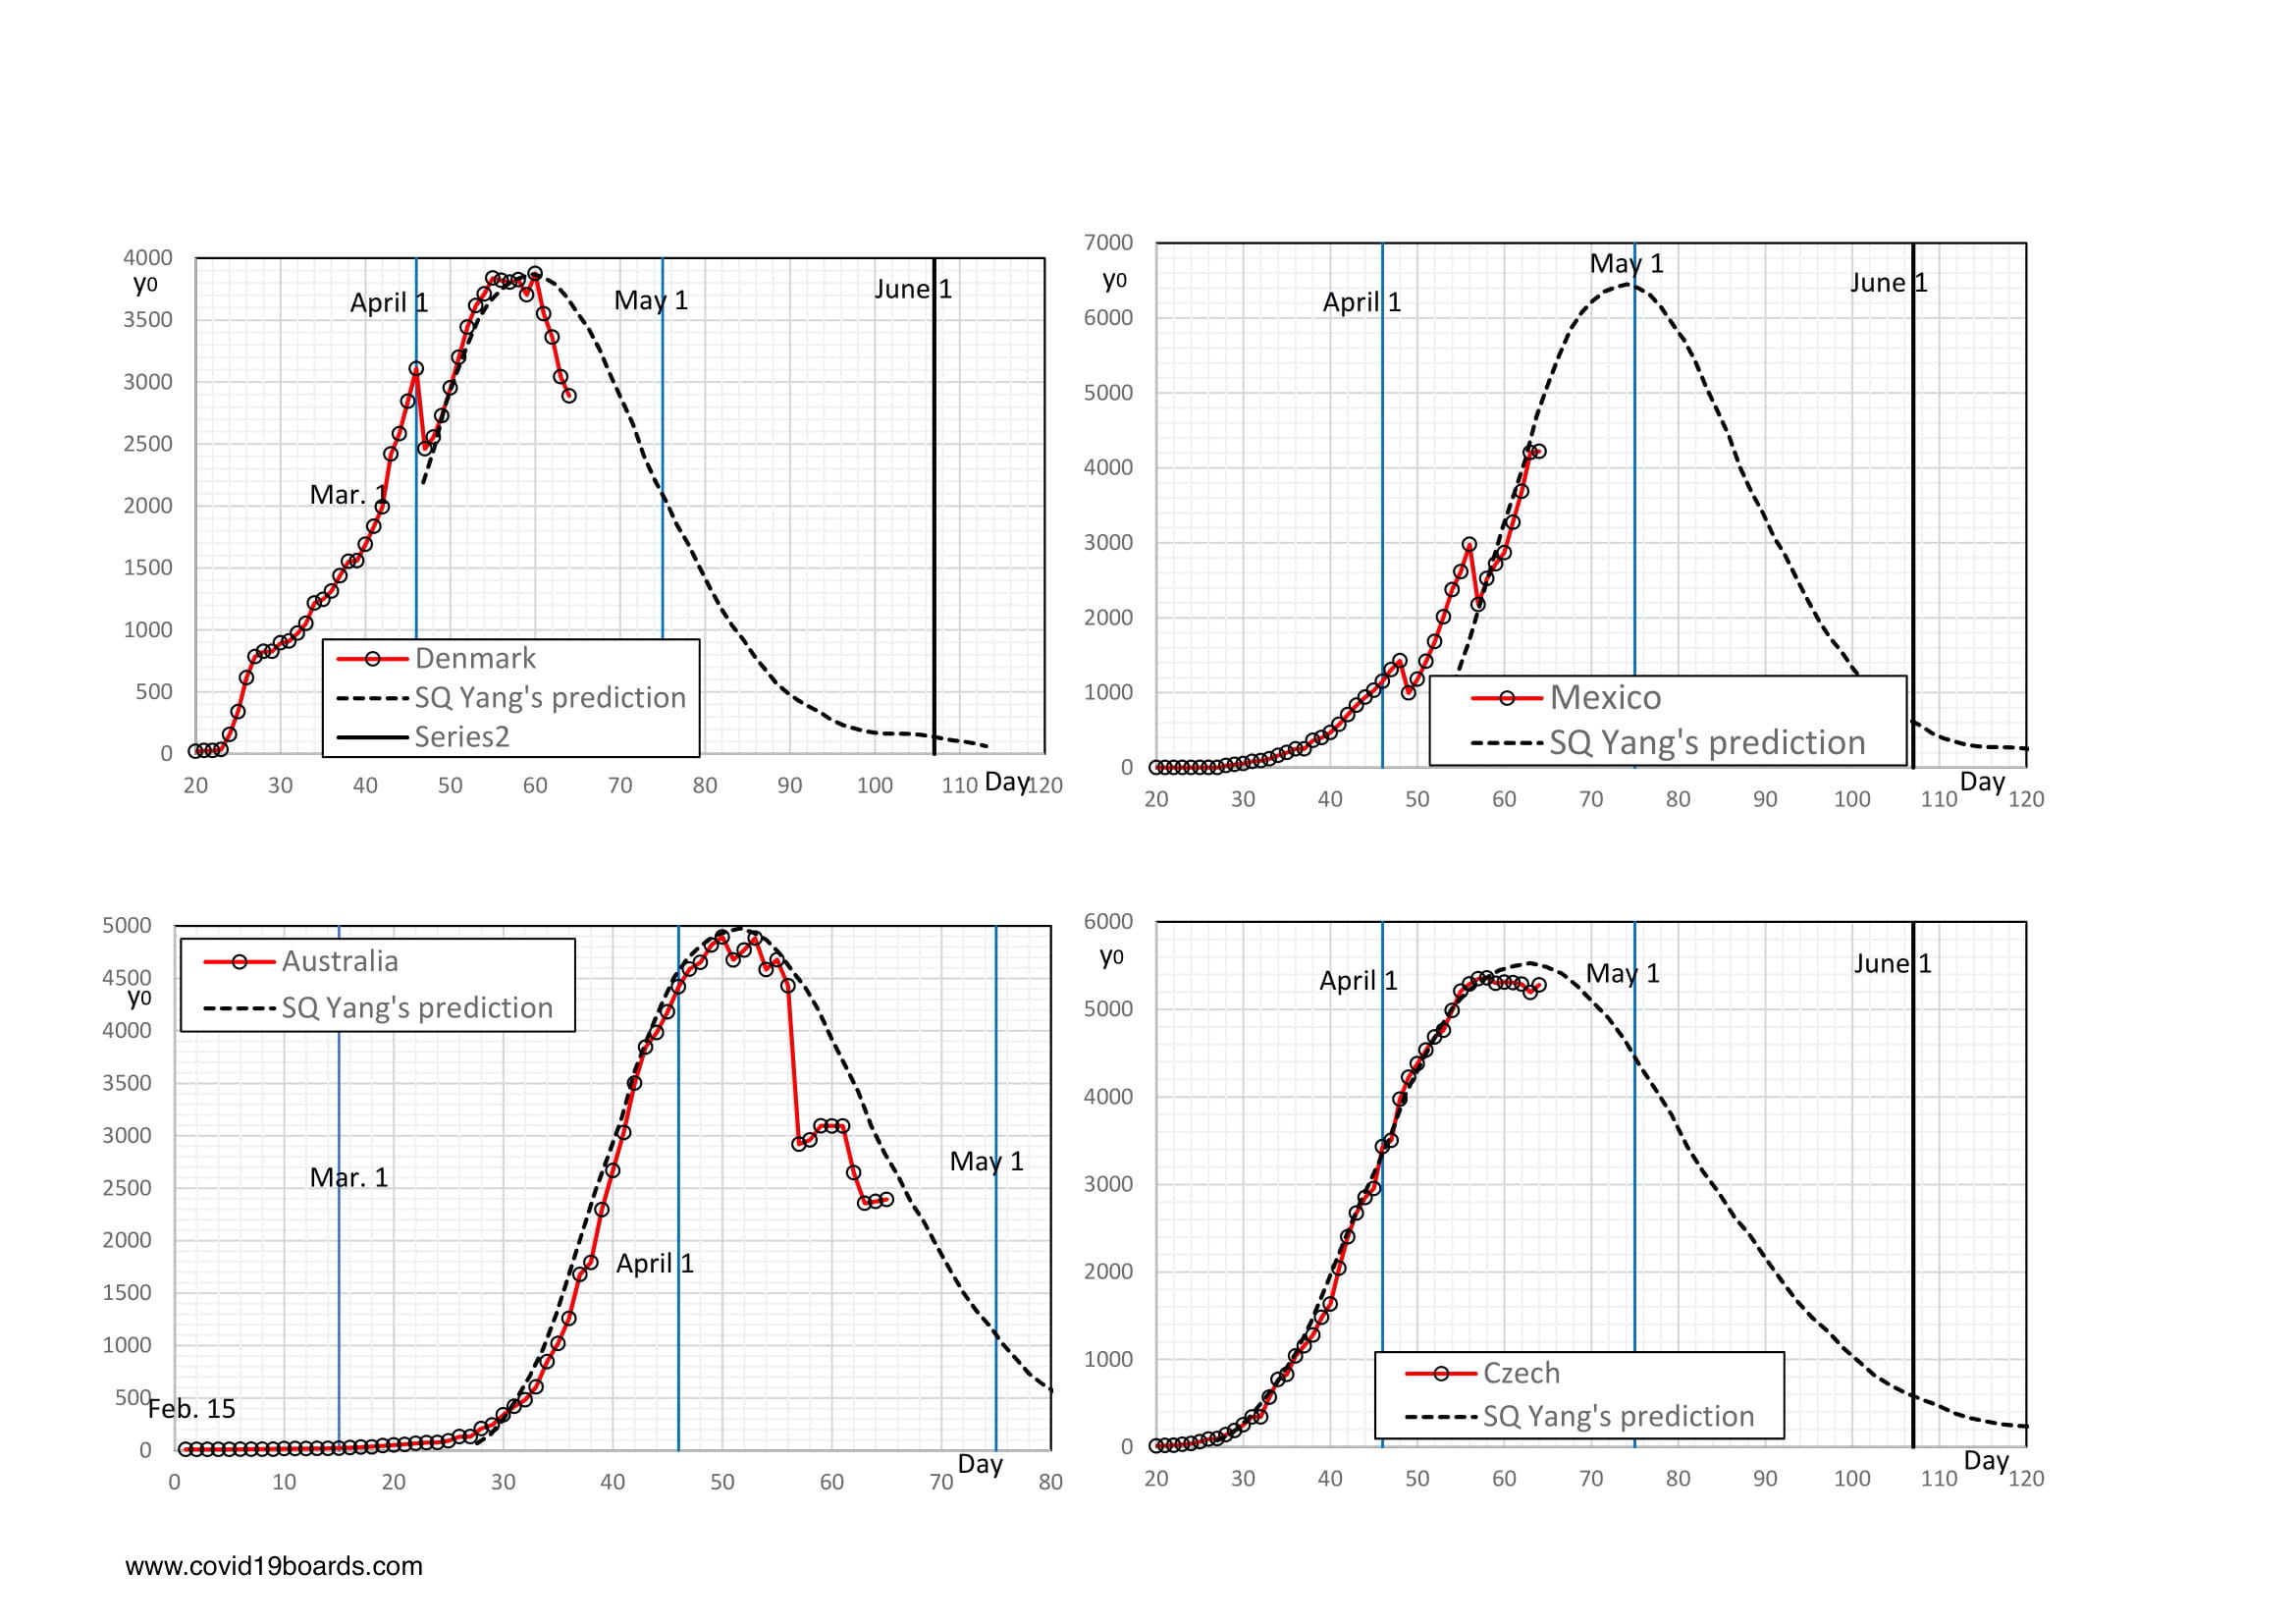 4000
y0
3500
3000
2500
2000
1500
1000
500
0
April 1
May 1
June 1
Mar. 1
Denmark
SQ Yang's prediction
Series2
20 30 40 50 60 70 80 90 100 110 120
Day
7000
y0
6000
5000
4000
3000
2000
1000
0
April 1
May 1
June 1
Mexico
SQ Yang's prediction
20 30 40 50 60 70 80 90 100 110 120
Day
5000
4500
y0
4000
3500
3000
2500
2000
1500
1000
500
0
Australia
SQ Yang's prediction
Mar. 1
April 1
May 1
Feb. 15
Day
0 10 20 30 40 50 60 70 80
6000
y0
5000
4000
3000
2000
1000
0
April 1
May 1
June 1
Czech
SQ Yang's prediction
Day
20 30 40 50 60 70 80 90 100 110 120
www.covid19boards.com